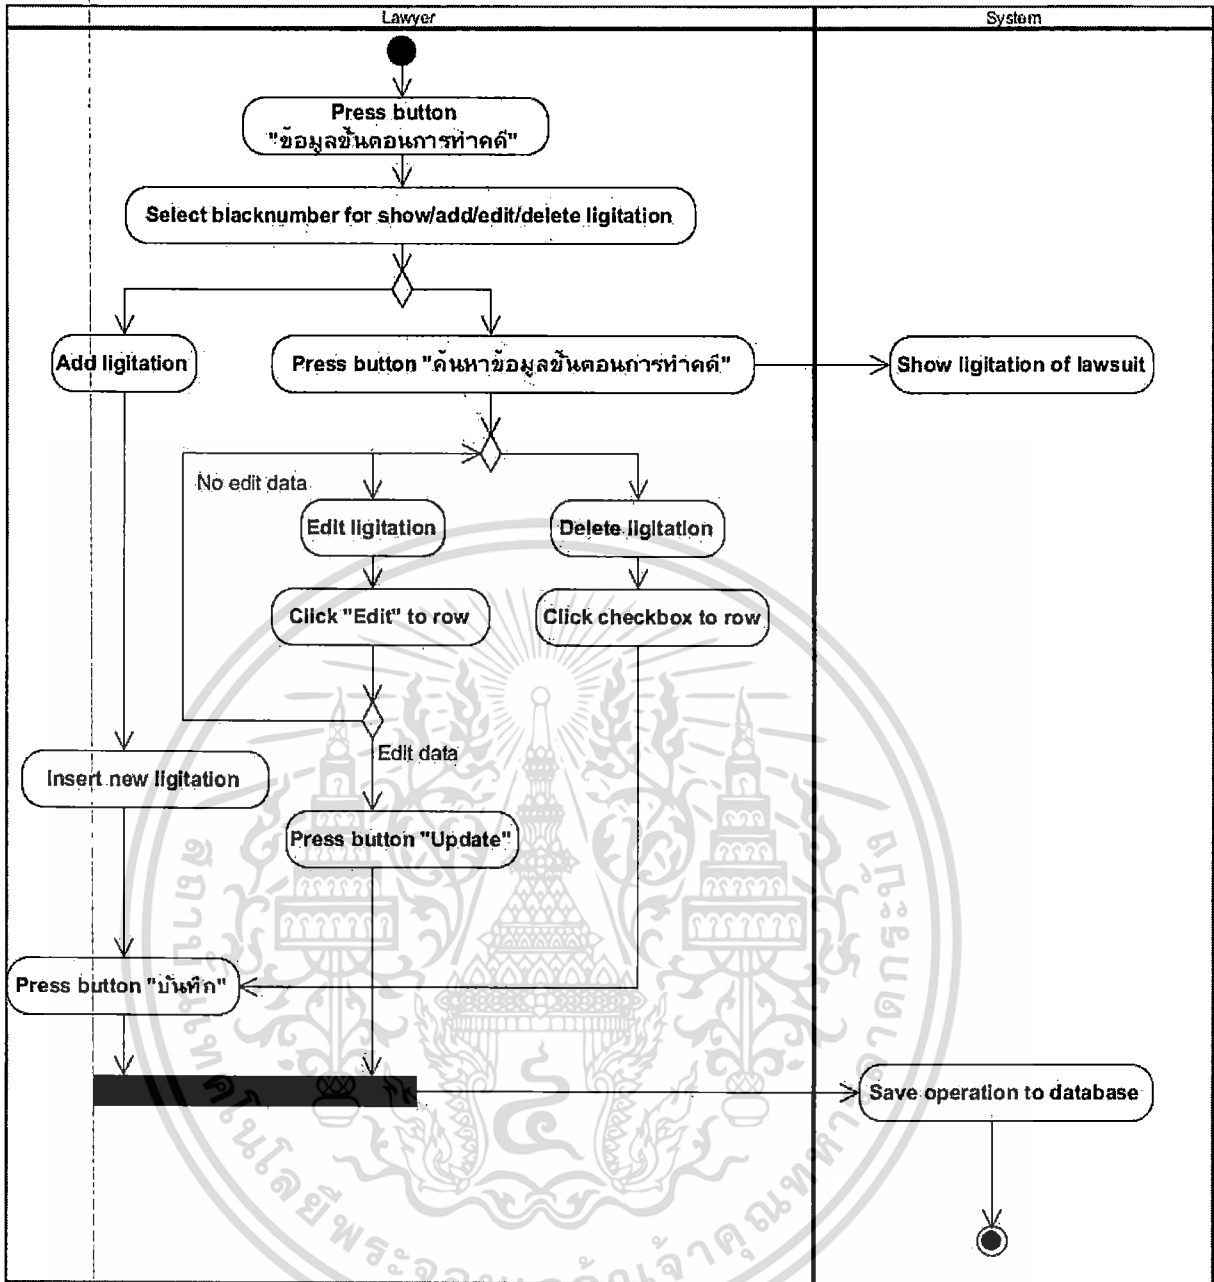 Lawyer
System
Press button
"ข้อมูลขั้นตอนการทำคดี"
Select blacknumber for show/add/edit/delete ligitation
Add ligitation
Press button "ค้นหาข้อมูลขั้นตอนการทำคดี"
Show ligitation of lawsuit
No edit data
Edit ligitation
Delete ligitation
Click "Edit" to row
Click checkbox to row
Edit data
Insert new ligitation
Press button "Update"
Press button "บันทึก"
Save operation to database